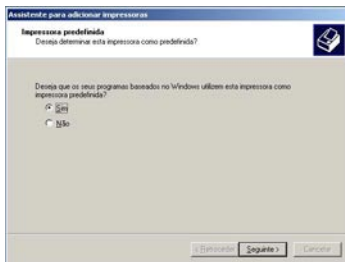 Assistente para adicionar impressoras
Impressora predefinida
Deseja determinar esta impressora como predefinida?
Deseja que os seus programas baseados no Windows utilizem esta impressora como
impressora predefinida?
Sim
Não
< Retroceder
Seguinte >
Cancelar